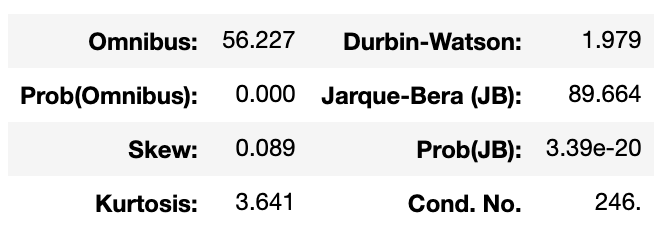 Omnibus: 56.227 Durbin-Watson: 1.979
Prob(Omnibus): 0.000 Jarque-Bera (JB): 89.664
Skew: 0.089 Prob(JB): 3.39e-20
Kurtosis: 3.641 Cond. No. 246.